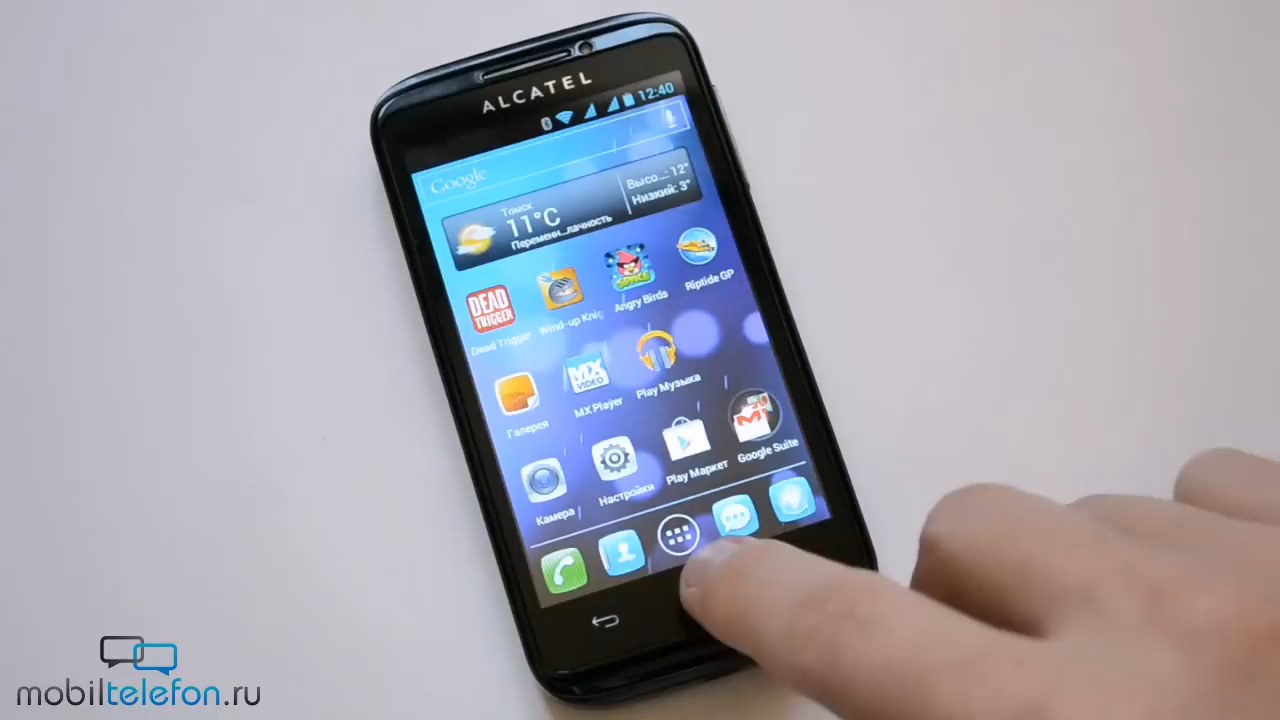 ALCATEL
12:40
Google
Томск
11°C
Переменн...лачность
Высо...: 12°
Низкий: 3°
DEAD
TRIGGER
SPACE
Dead Trigger
Wind-up Knig
Angry Birds
Riptide GP
MX
VIDEO
Галерея
MX Player
Play Музыка
Камера
Настройки
Play Маркет
Google Suite
mobiltelefon.ru